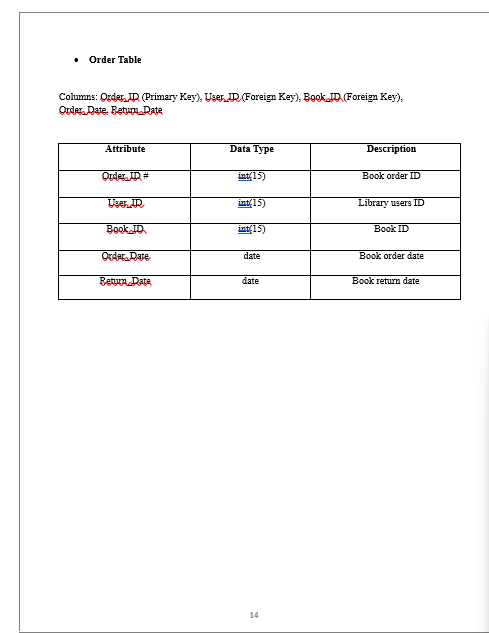 • Order Table
Columns: Order_ID (Primary Key), User_ID (Foreign Key), Book_ID (Foreign Key),
Order_Date, Return_Date
Attribute Data Type Description
Order_ID # int(15) Book order ID
User_ID int(15) Library users ID
Book_ID int(15) Book ID
Order_Date date Book order date
Return_Date date Book return date
14